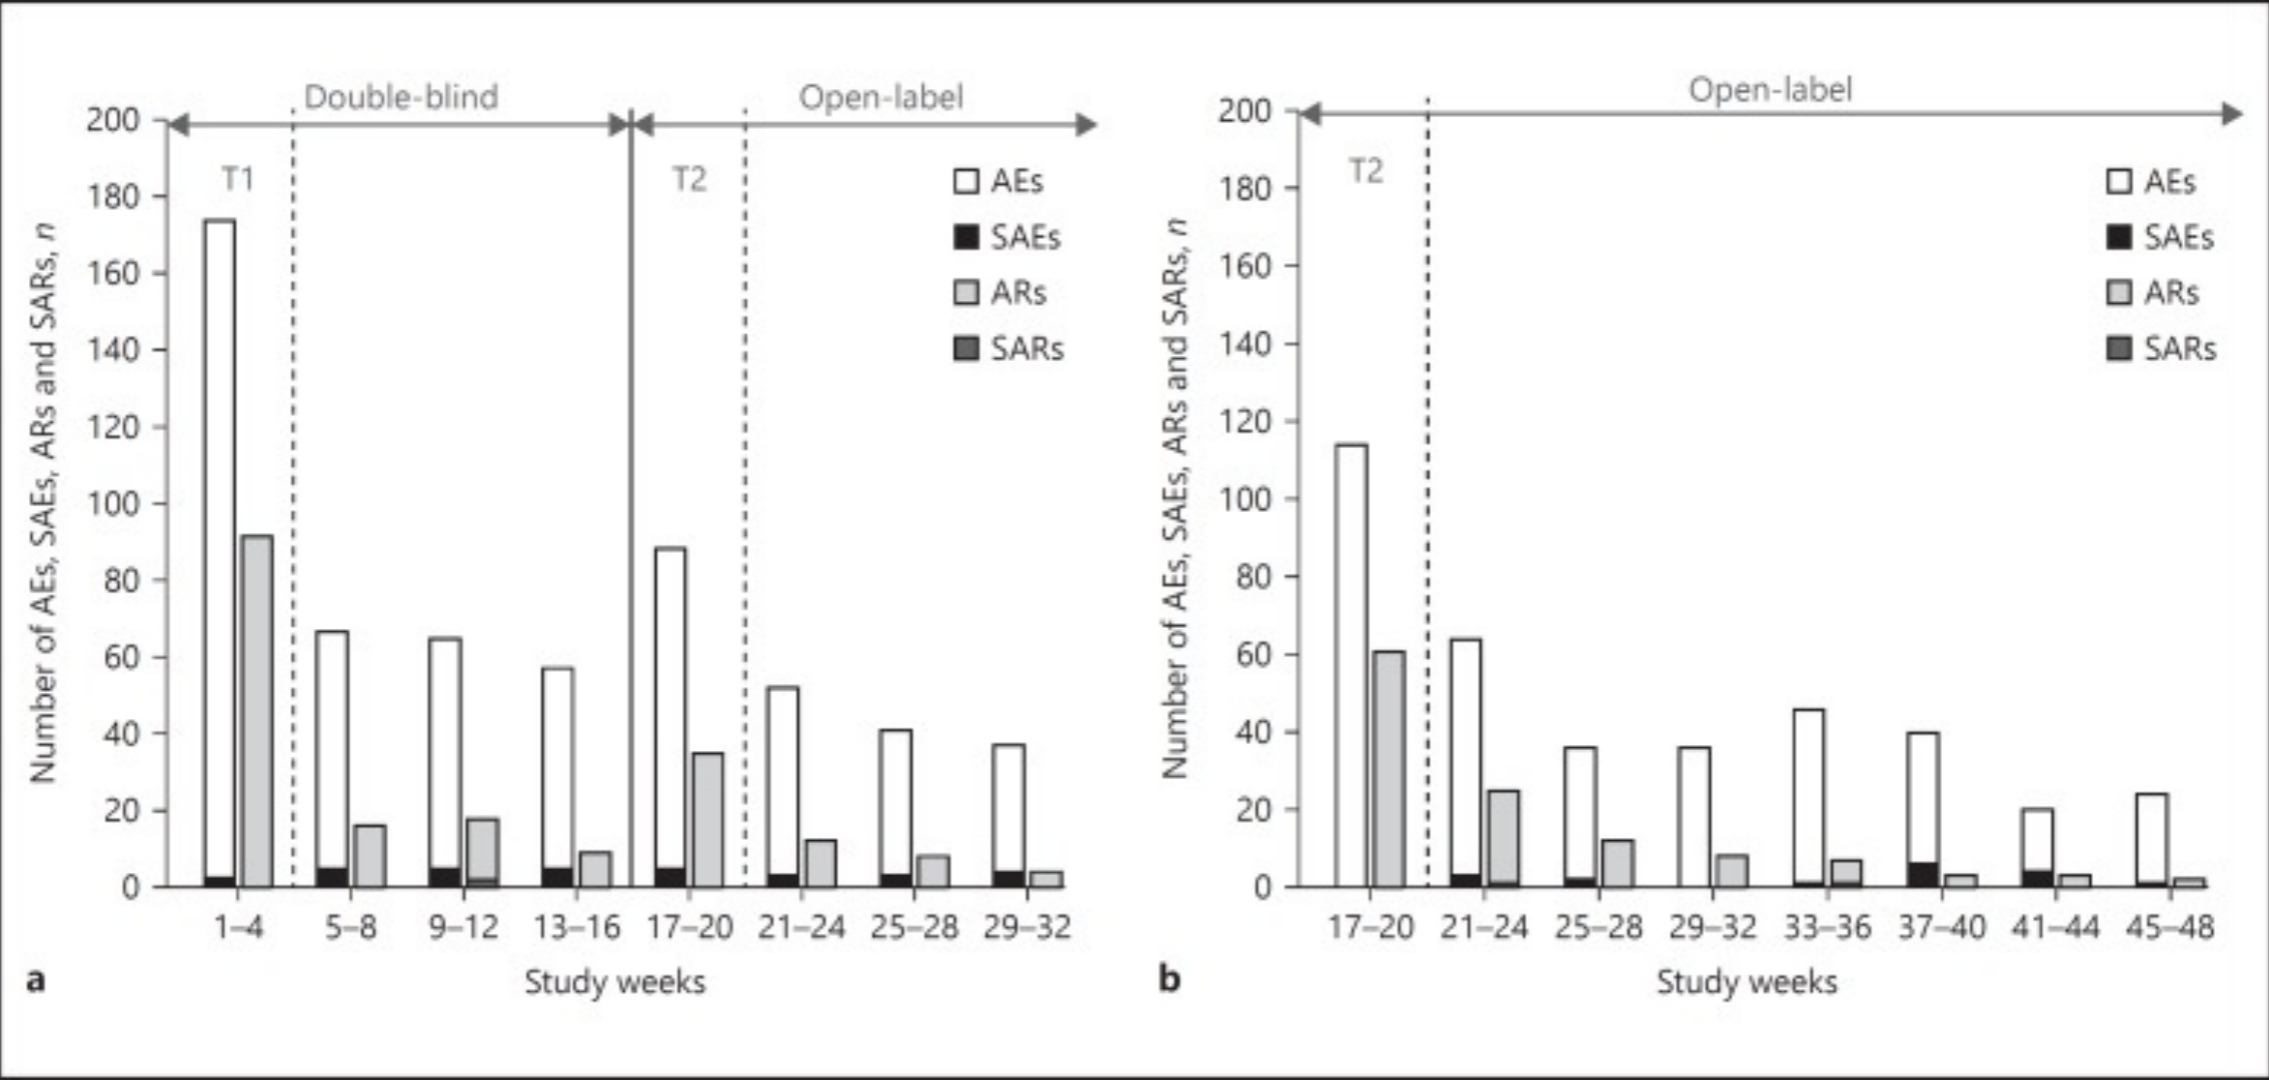 Double-blind
Open-label
T1
T2
AEs
SAEs
ARs
SARs
Number of AEs, SAEs, ARs and SARs, n
200
180
160
140
120
100
80
60
40
20
0
1–4 5–8 9–12 13–16 17–20 21–24 25–28 29–32
Study weeks
a
Open-label
T2
AEs
SAEs
ARs
SARs
Number of AEs, SAEs, ARs and SARs, n
200
180
160
140
120
100
80
60
40
20
0
17–20 21–24 25–28 29–32 33–36 37–40 41–44 45–48
Study weeks
b